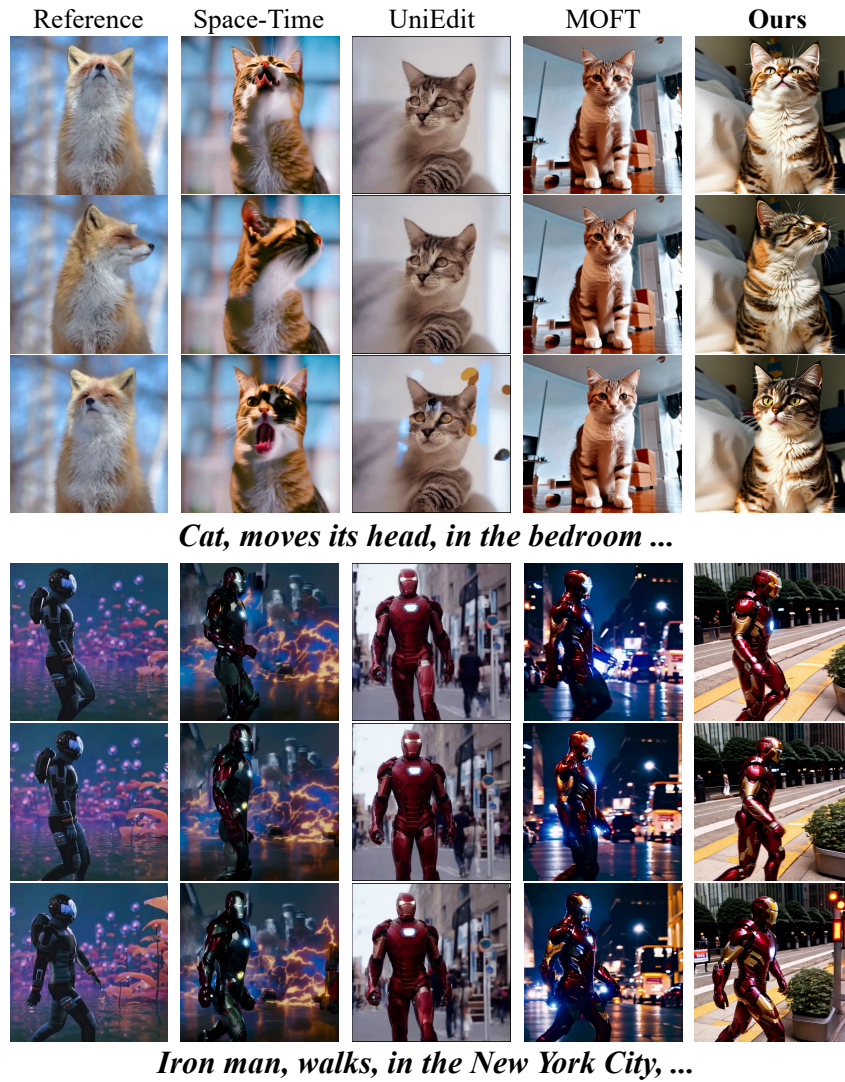 Reference Space-Time UniEdit MOFT Ours
Cat, moves its head, in the bedroom ...
Iron man, walks, in the New York City, ...